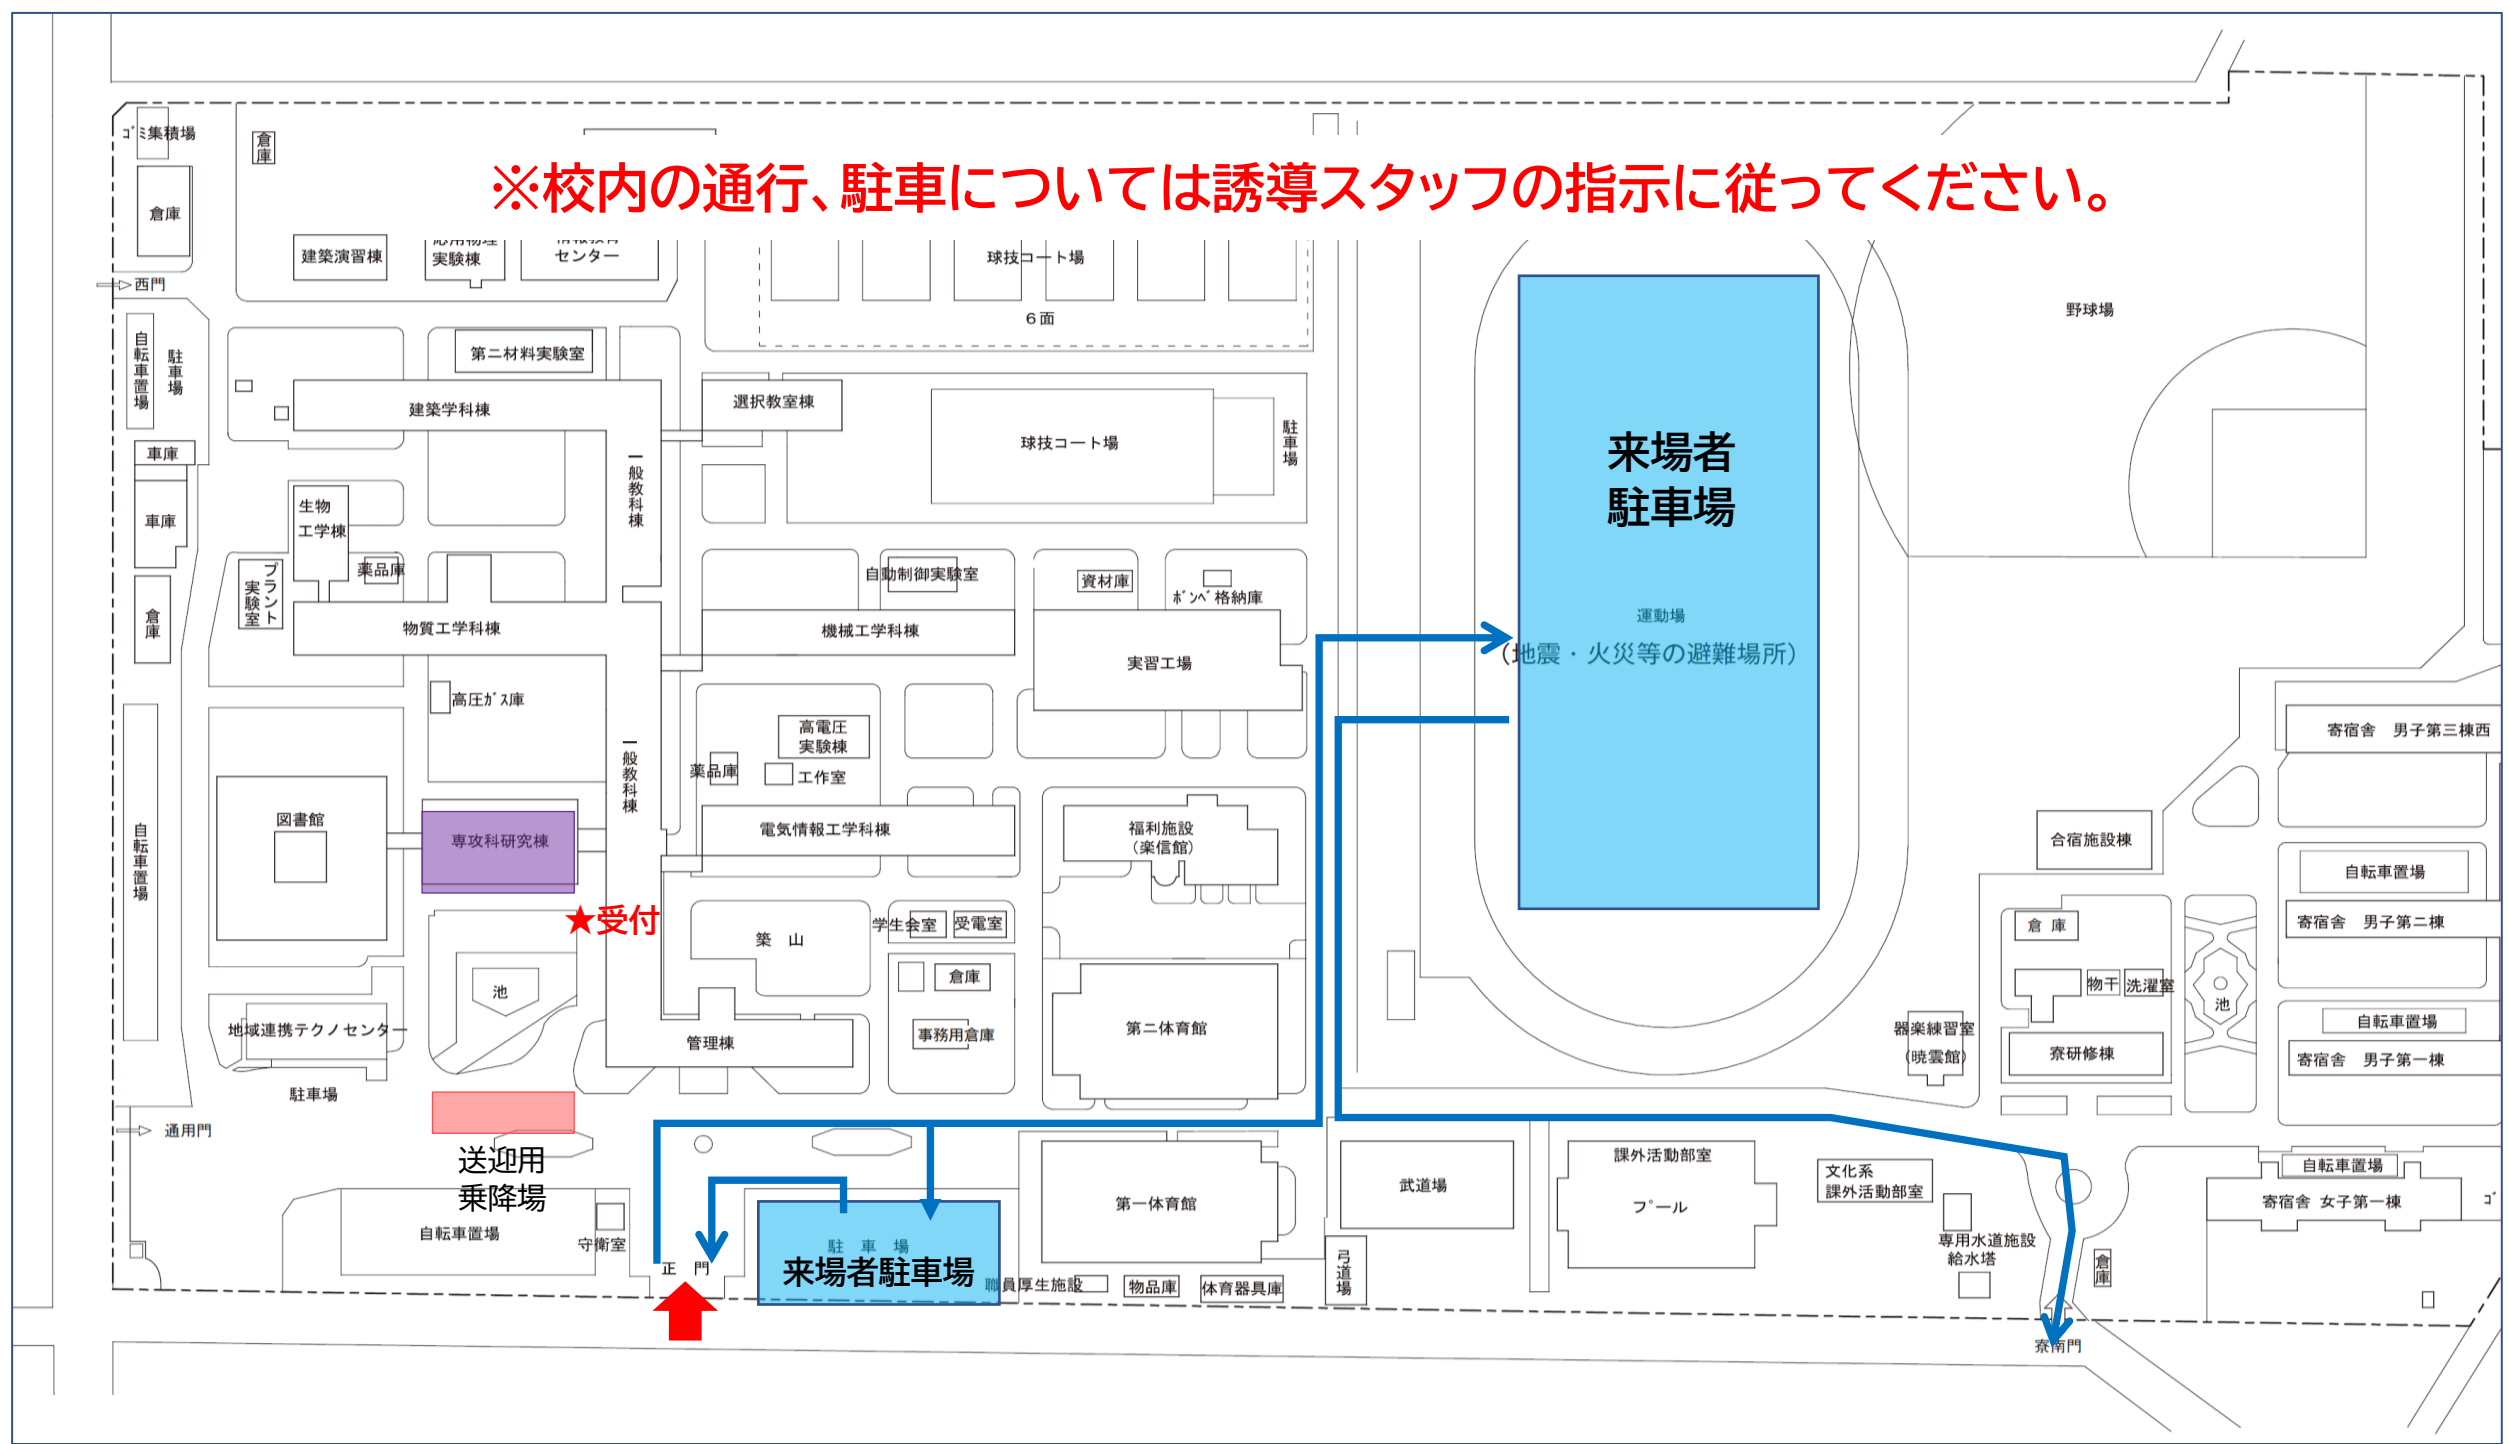 ｺﾞﾐ集積場
倉庫
※校内の通行、駐車については誘導スタッフの指示に従ってください。
倉庫
建築演習棟
応用物理
実験棟
情報教育
センター
球技コート場
６面
西門
野球場
自転車置場
駐車場
第二材料実験室
建築学科棟
選択教室棟
球技コート場
駐車場
来場者
駐車場
車庫
車庫
一般教科棟
生物
工学棟
薬品庫
プラント
実験室
自動制御実験室
資材庫
ﾎﾞﾝﾍﾞ格納庫
倉庫
物質工学科棟
機械工学科棟
実習工場
運動場
（地震・火災等の避難場所）
高圧ｶﾞｽ庫
高電圧
実験棟
薬品庫
工作室
一般教科棟
寄宿舎　男子第三棟西
図書館
専攻科研究棟
電気情報工学科棟
福利施設
（楽信館）
合宿施設棟
自転車置場
自転車置場
★受付
築　山
学生会室
受電室
倉 庫
寄宿舎　男子第二棟
池
倉庫
物干
洗濯室
池
地域連携テクノセンター
管理棟
事務用倉庫
第二体育館
器楽練習室
（暁雲館）
寮研修棟
自転車置場
寄宿舎　男子第一棟
駐車場
通用門
送迎用
乗降場
自転車置場
守衛室
正　門
駐　車　場
来場者駐車場
職員厚生施設
物品庫
体育器具庫
第一体育館
弓道場
武道場
課外活動部室
プール
文化系
課外活動部室
専用水道施設
給水塔
倉庫
自転車置場
寄宿舎 女子第一棟
ｺﾞ
寮南門